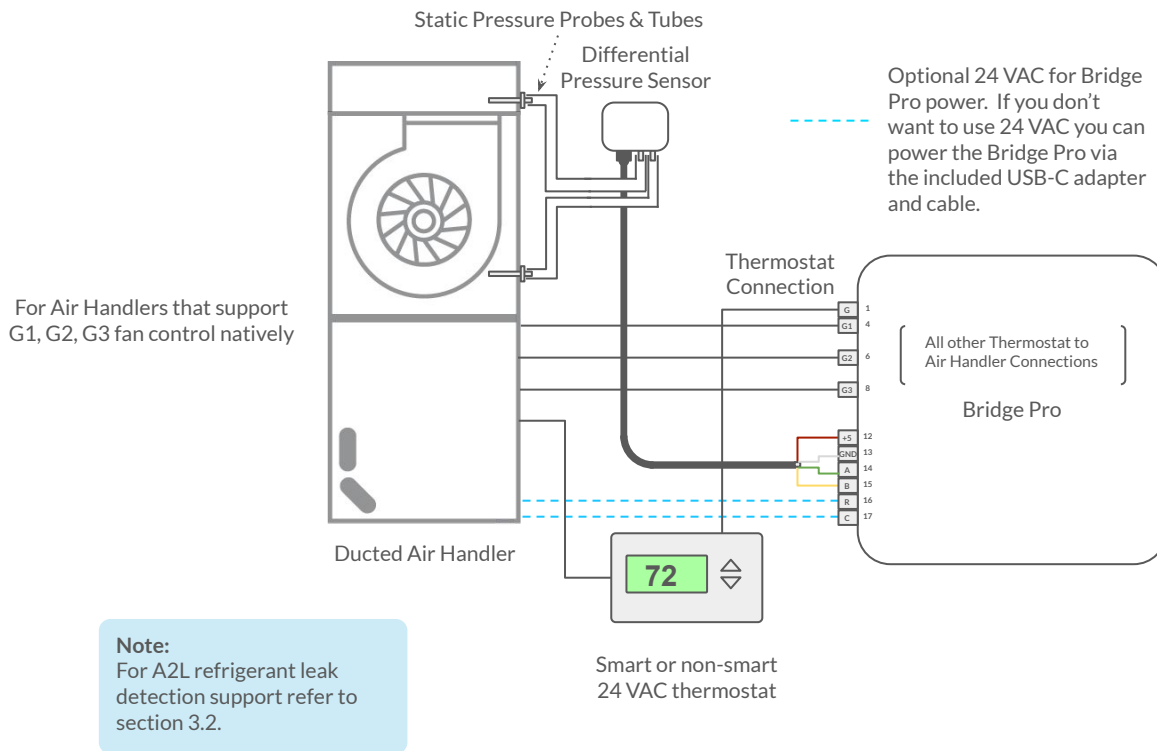 Static Pressure Probes & Tubes
Differential
Pressure Sensor
Optional 24 VAC for Bridge
Pro power. If you don't
want to use 24 VAC you can
power the Bridge Pro via
the included USB-C adapter
and cable.
For Air Handlers that support
G1, G2, G3 fan control natively
Thermostat
Connection
G 1
G1 4
G2 6
G3 8
+5 12
GND 13
A 14
B 15
R 16
C 17
All other Thermostat to
Air Handler Connections
Bridge Pro
Ducted Air Handler
72
Smart or non-smart
24 VAC thermostat
Note:
For A2L refrigerant leak
detection support refer to
section 3.2.